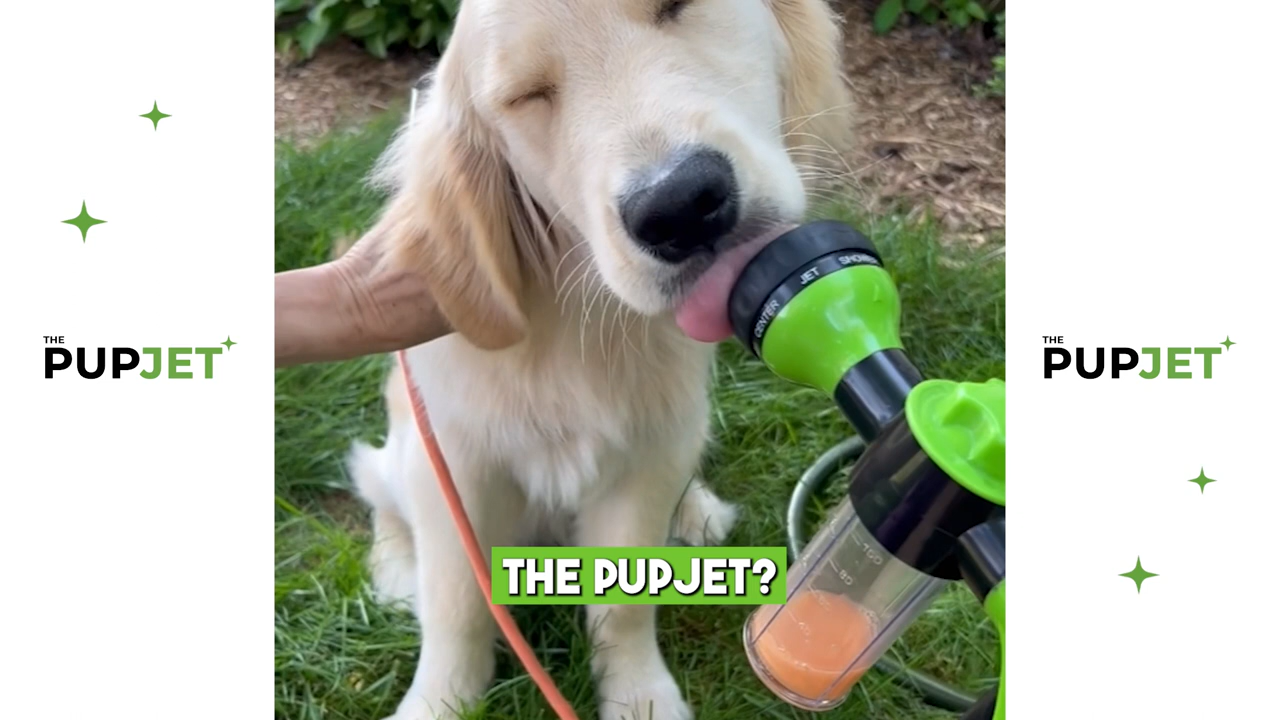 THE
PUPJET
CENTER JET SHOWER
100
80
THE PUPJET?
THE
PUPJET